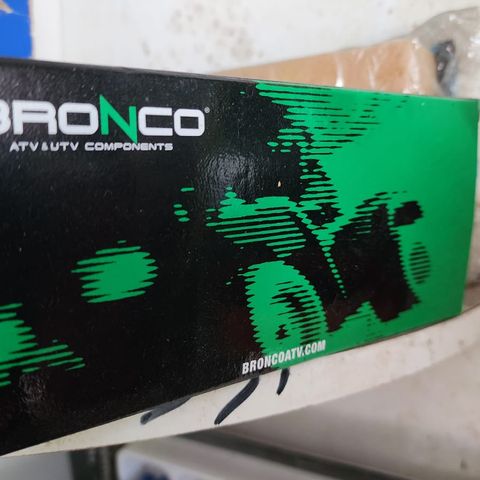 BRONCO®
ATV & UTV COMPONENTS
BRONCOATV.COM